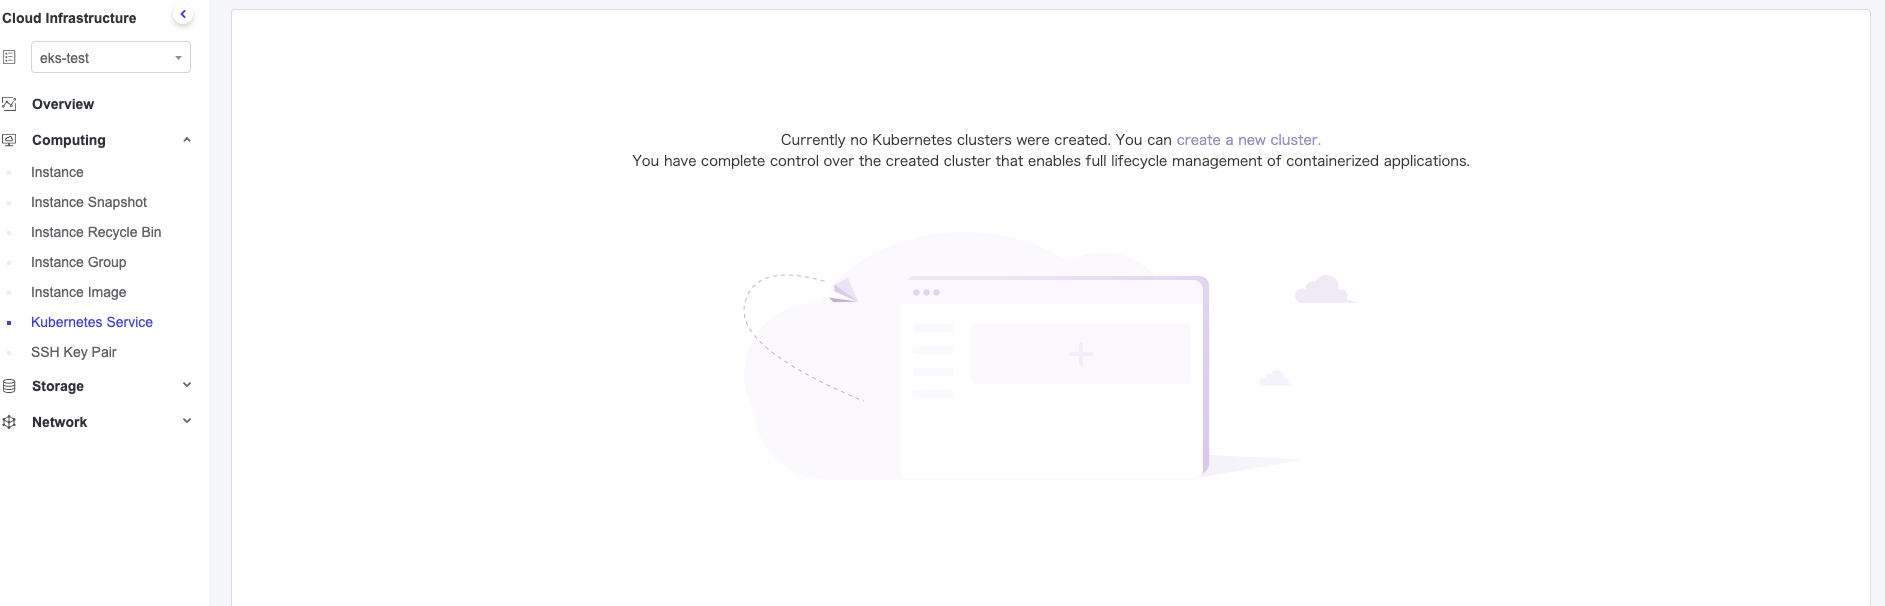 Cloud Infrastructure
eks-test
Overview
Computing
Instance
Instance Snapshot
Instance Recycle Bin
Instance Group
Instance Image
Kubernetes Service
SSH Key Pair
Storage
Network
Currently no Kubernetes clusters were created. You can create a new cluster.
You have complete control over the created cluster that enables full lifecycle management of containerized applications.